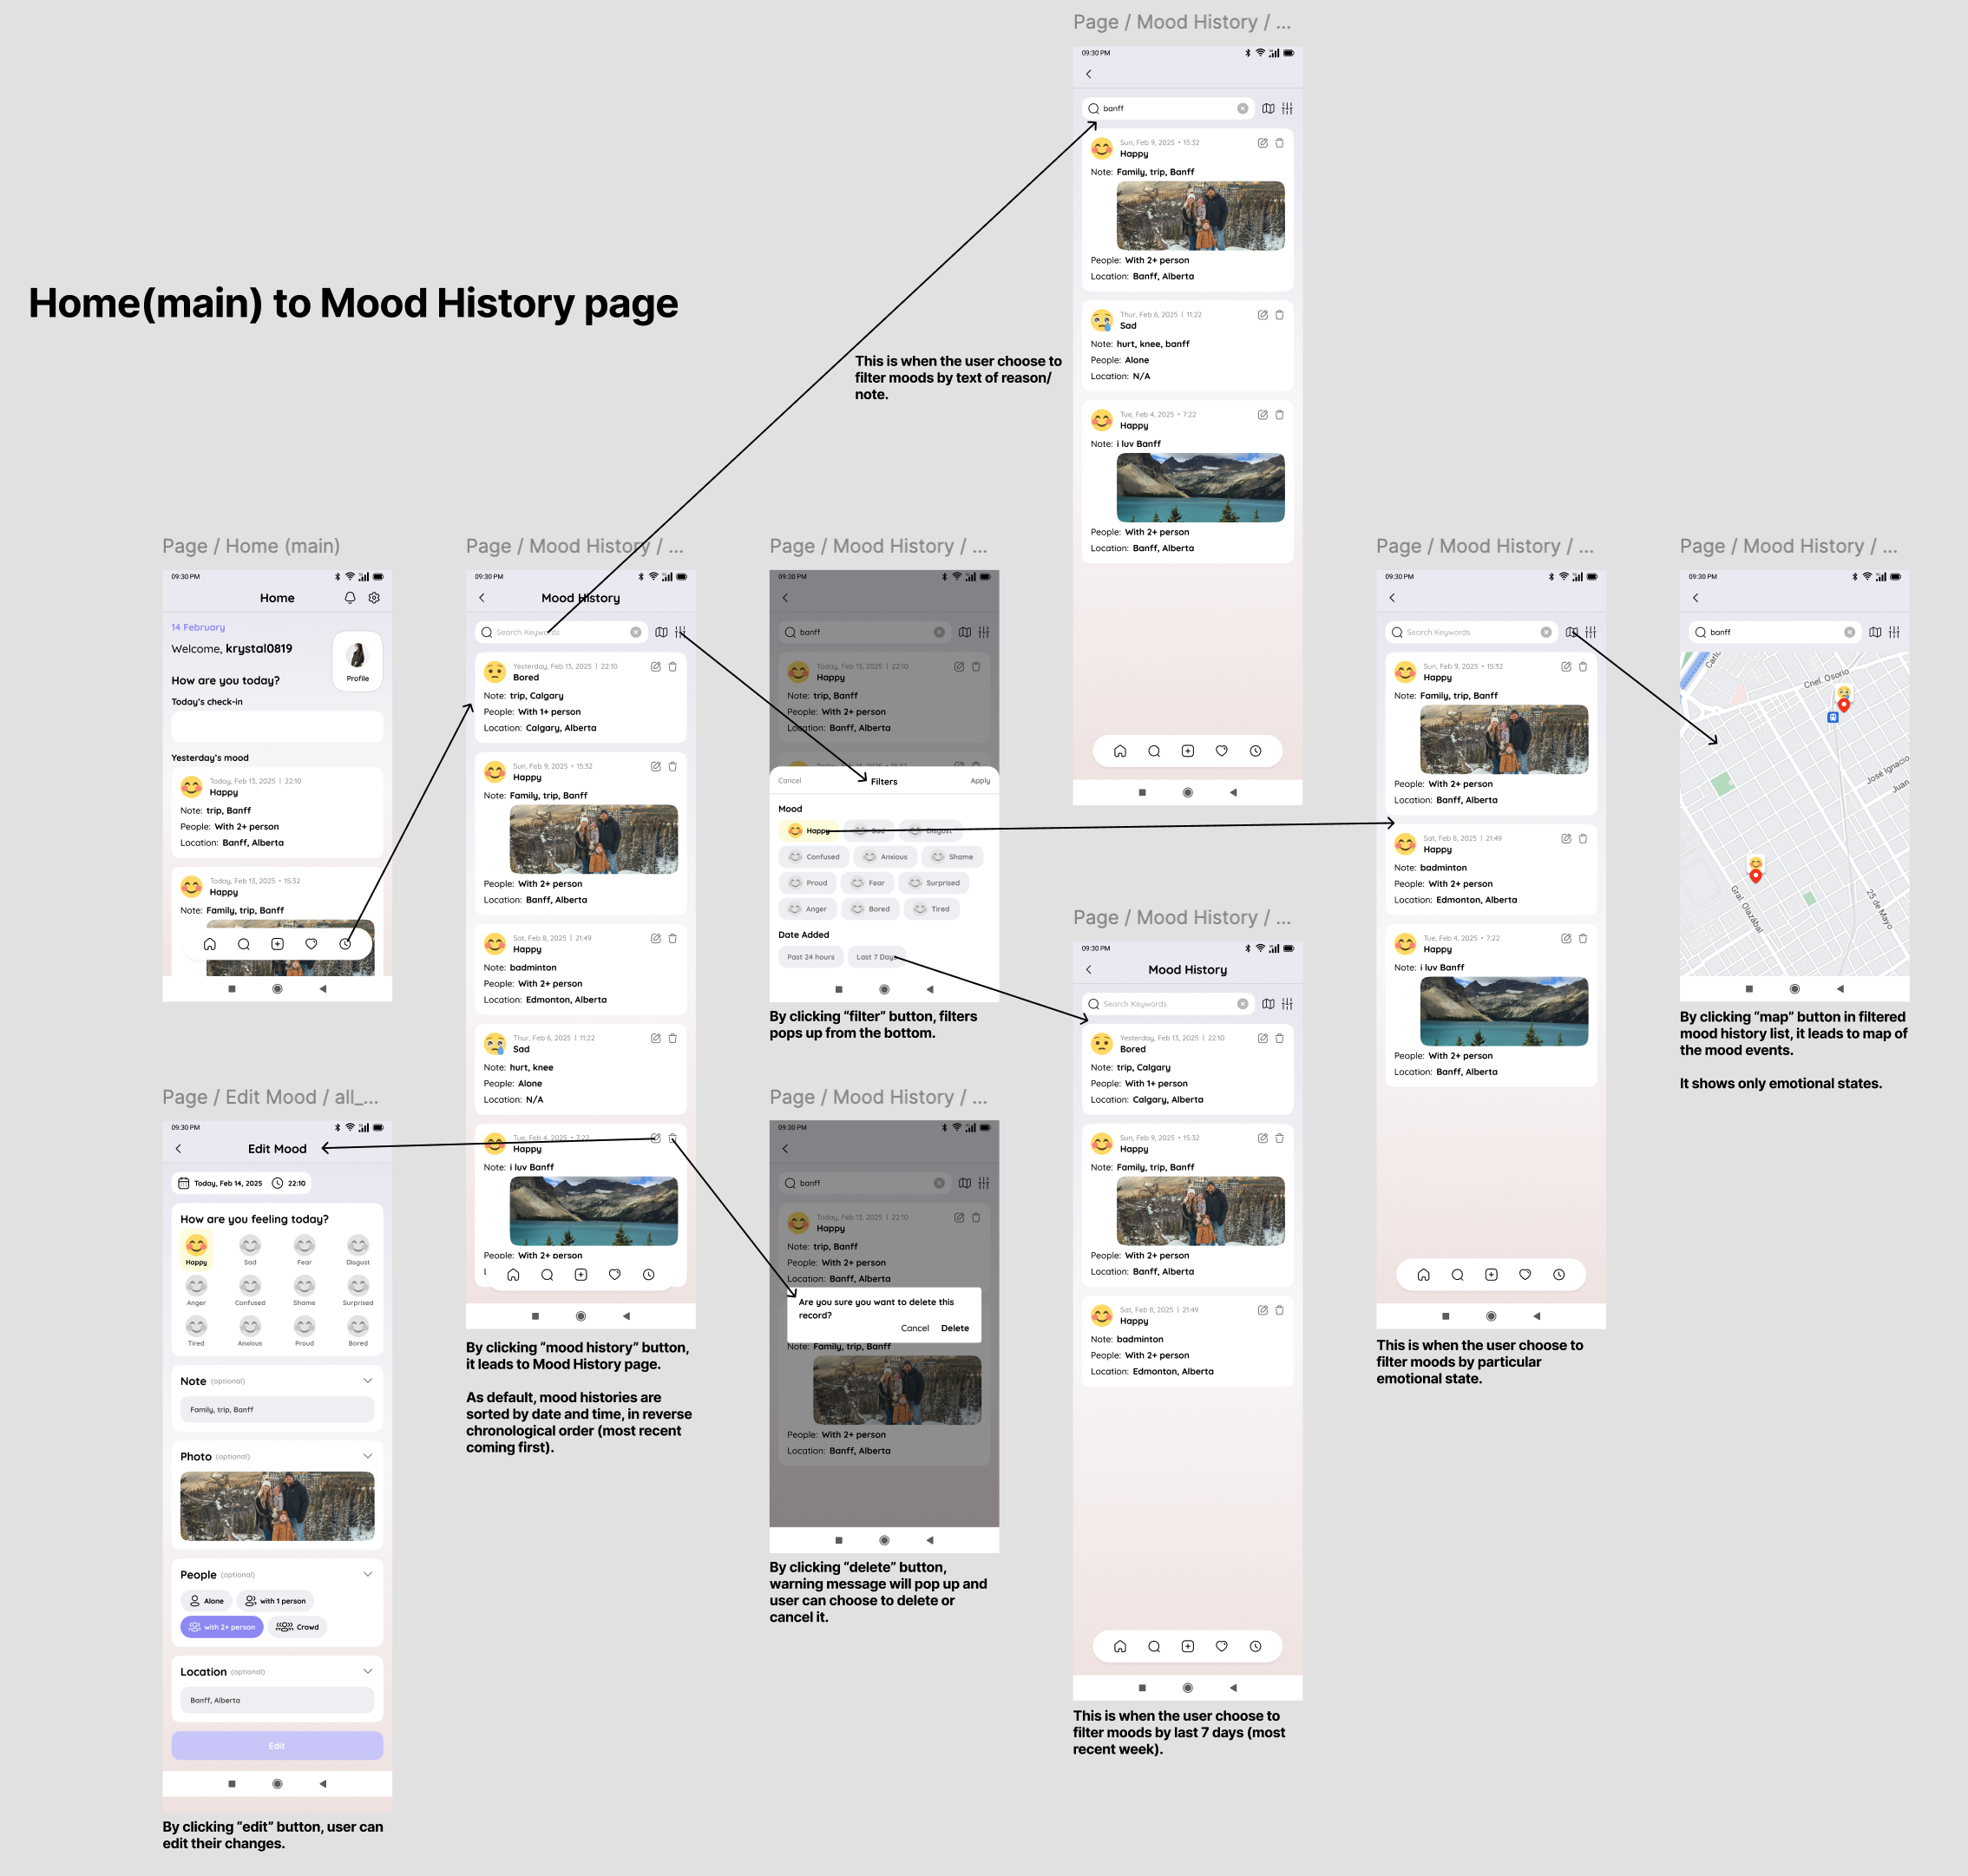 Page / Mood History / ...
09:30 PM
banff
Sun, Feb 9, 2025 • 15:32
Happy
Note: Family, trip, Banff
People: With 2+ person
Location: Banff, Alberta
Thur, Feb 6, 2025 | 11:22
Sad
Note: hurt, knee, banff
People: Alone
Location: N/A
Tue, Feb 4, 2025 • 7:22
Happy
Note: i luv Banff
People: With 2+ person
Location: Banff, Alberta
Home(main) to Mood History page
This is when the user choose to
filter moods by text of reason/
note.
Page / Home (main)
09:30 PM
Home
14 February
Welcome, krystal0819
Profile
How are you today?
Today's check-in
Yesterday's mood
Today, Feb 13, 2025 | 22:10
Happy
Note: trip, Banff
People: With 2+ person
Location: Banff, Alberta
Today, Feb 13, 2025 • 15:32
Happy
Note: Family, trip, Banff
Page / Mood History / ...
09:30 PM
Mood History
Search Keywords
Yesterday, Feb 13, 2025 | 22:10
Bored
Note: trip, Calgary
People: With 1+ person
Location: Calgary, Alberta
Sun, Feb 9, 2025 • 15:32
Happy
Note: Family, trip, Banff
People: With 2+ person
Location: Banff, Alberta
Sat, Feb 8, 2025 | 21:49
Happy
Note: badminton
People: With 2+ person
Location: Edmonton, Alberta
Thur, Feb 6, 2025 | 11:22
Sad
Note: hurt, knee
People: Alone
Location: N/A
Tue, Feb 4, 2025 • 7:22
Happy
Note: i luv Banff
People: With 2+ person
By clicking “mood history” button,
it leads to Mood History page.
As default, mood histories are
sorted by date and time, in reverse
chronological order (most recent
coming first).
Page / Mood History / ...
09:30 PM
banff
Today, Feb 13, 2025 | 22:10
Happy
Note: trip, Banff
People: With 2+ person
Location: Banff, Alberta
Cancel
Filters
Apply
Mood
Happy
Sad
Disgust
Confused
Anxious
Shame
Proud
Fear
Surprised
Anger
Bored
Tired
Date Added
Past 24 hours
Last 7 Days
By clicking “filter” button, filters
pops up from the bottom.
Page / Mood History / ...
09:30 PM
Search Keywords
Sun, Feb 9, 2025 • 15:32
Happy
Note: Family, trip, Banff
People: With 2+ person
Location: Banff, Alberta
Sat, Feb 8, 2025 • 21:49
Happy
Note: badminton
People: With 2+ person
Location: Edmonton, Alberta
Tue, Feb 4, 2025 • 7:22
Happy
Note: i luv Banff
People: With 2+ person
Location: Banff, Alberta
This is when the user choose to
filter moods by particular
emotional state.
Page / Mood History / ...
09:30 PM
banff
Cnel. Osorio
José Ignacio
Juan
Gral. Olazábal
25 de Mayo
By clicking “map” button in filtered
mood history list, it leads to map of
the mood events.
It shows only emotional states.
Page / Mood History / ...
09:30 PM
Mood History
Search Keywords
Yesterday, Feb 13, 2025 | 22:10
Bored
Note: trip, Calgary
People: With 1+ person
Location: Calgary, Alberta
Sun, Feb 9, 2025 • 15:32
Happy
Note: Family, trip, Banff
People: With 2+ person
Location: Banff, Alberta
Sat, Feb 8, 2025 | 21:49
Happy
Note: badminton
People: With 2+ person
Location: Edmonton, Alberta
This is when the user choose to
filter moods by last 7 days (most
recent week).
Page / Edit Mood / all_...
09:30 PM
Edit Mood
Today, Feb 14, 2025 22:10
How are you feeling today?
Happy
Sad
Fear
Disgust
Anger
Confused
Shame
Surprised
Tired
Anxious
Proud
Bored
Note (optional)
Family, trip, Banff
Photo (optional)
People (optional)
Alone
with 1 person
with 2+ person
Crowd
Location (optional)
Banff, Alberta
Edit
By clicking “edit” button, user can
edit their changes.
Page / Mood History / ...
09:30 PM
banff
Today, Feb 13, 2025 | 22:10
Happy
Note: trip, Banff
People: With 2+ person
Location: Banff, Alberta
Are you sure you want to delete this
record?
Cancel
Delete
Note: Family, trip, Banff
People: With 2+ person
Location: Banff, Alberta
By clicking “delete” button,
warning message will pop up and
user can choose to delete or
cancel it.